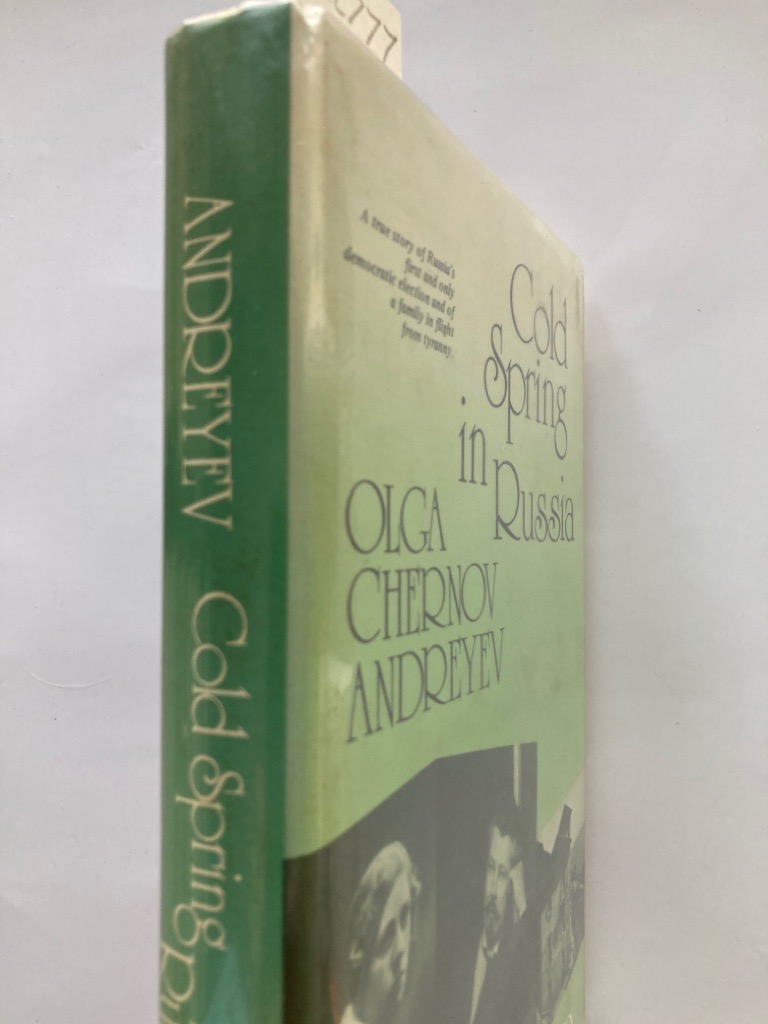 777
A true story of Russia's
first and only
democratic election and of
a family in flight
from tyranny.
Cold
Spring
in
Russia
OLGA
CHERNOV
ANDREYEV
ANDREYEV Cold Spring